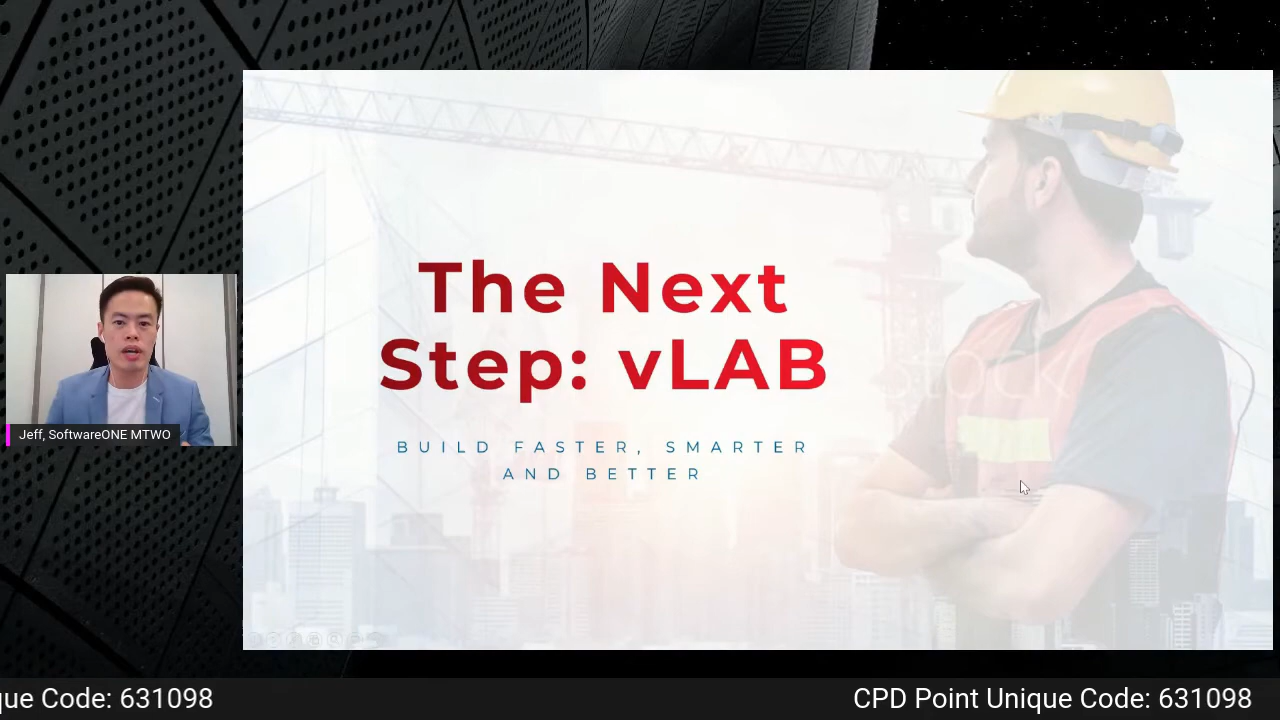 The Next
Step: vLAB
BUILD FASTER, SMARTER
AND BETTER
Jeff, SoftwareONE MTWO
que Code: 631098
CPD Point Unique Code: 631098